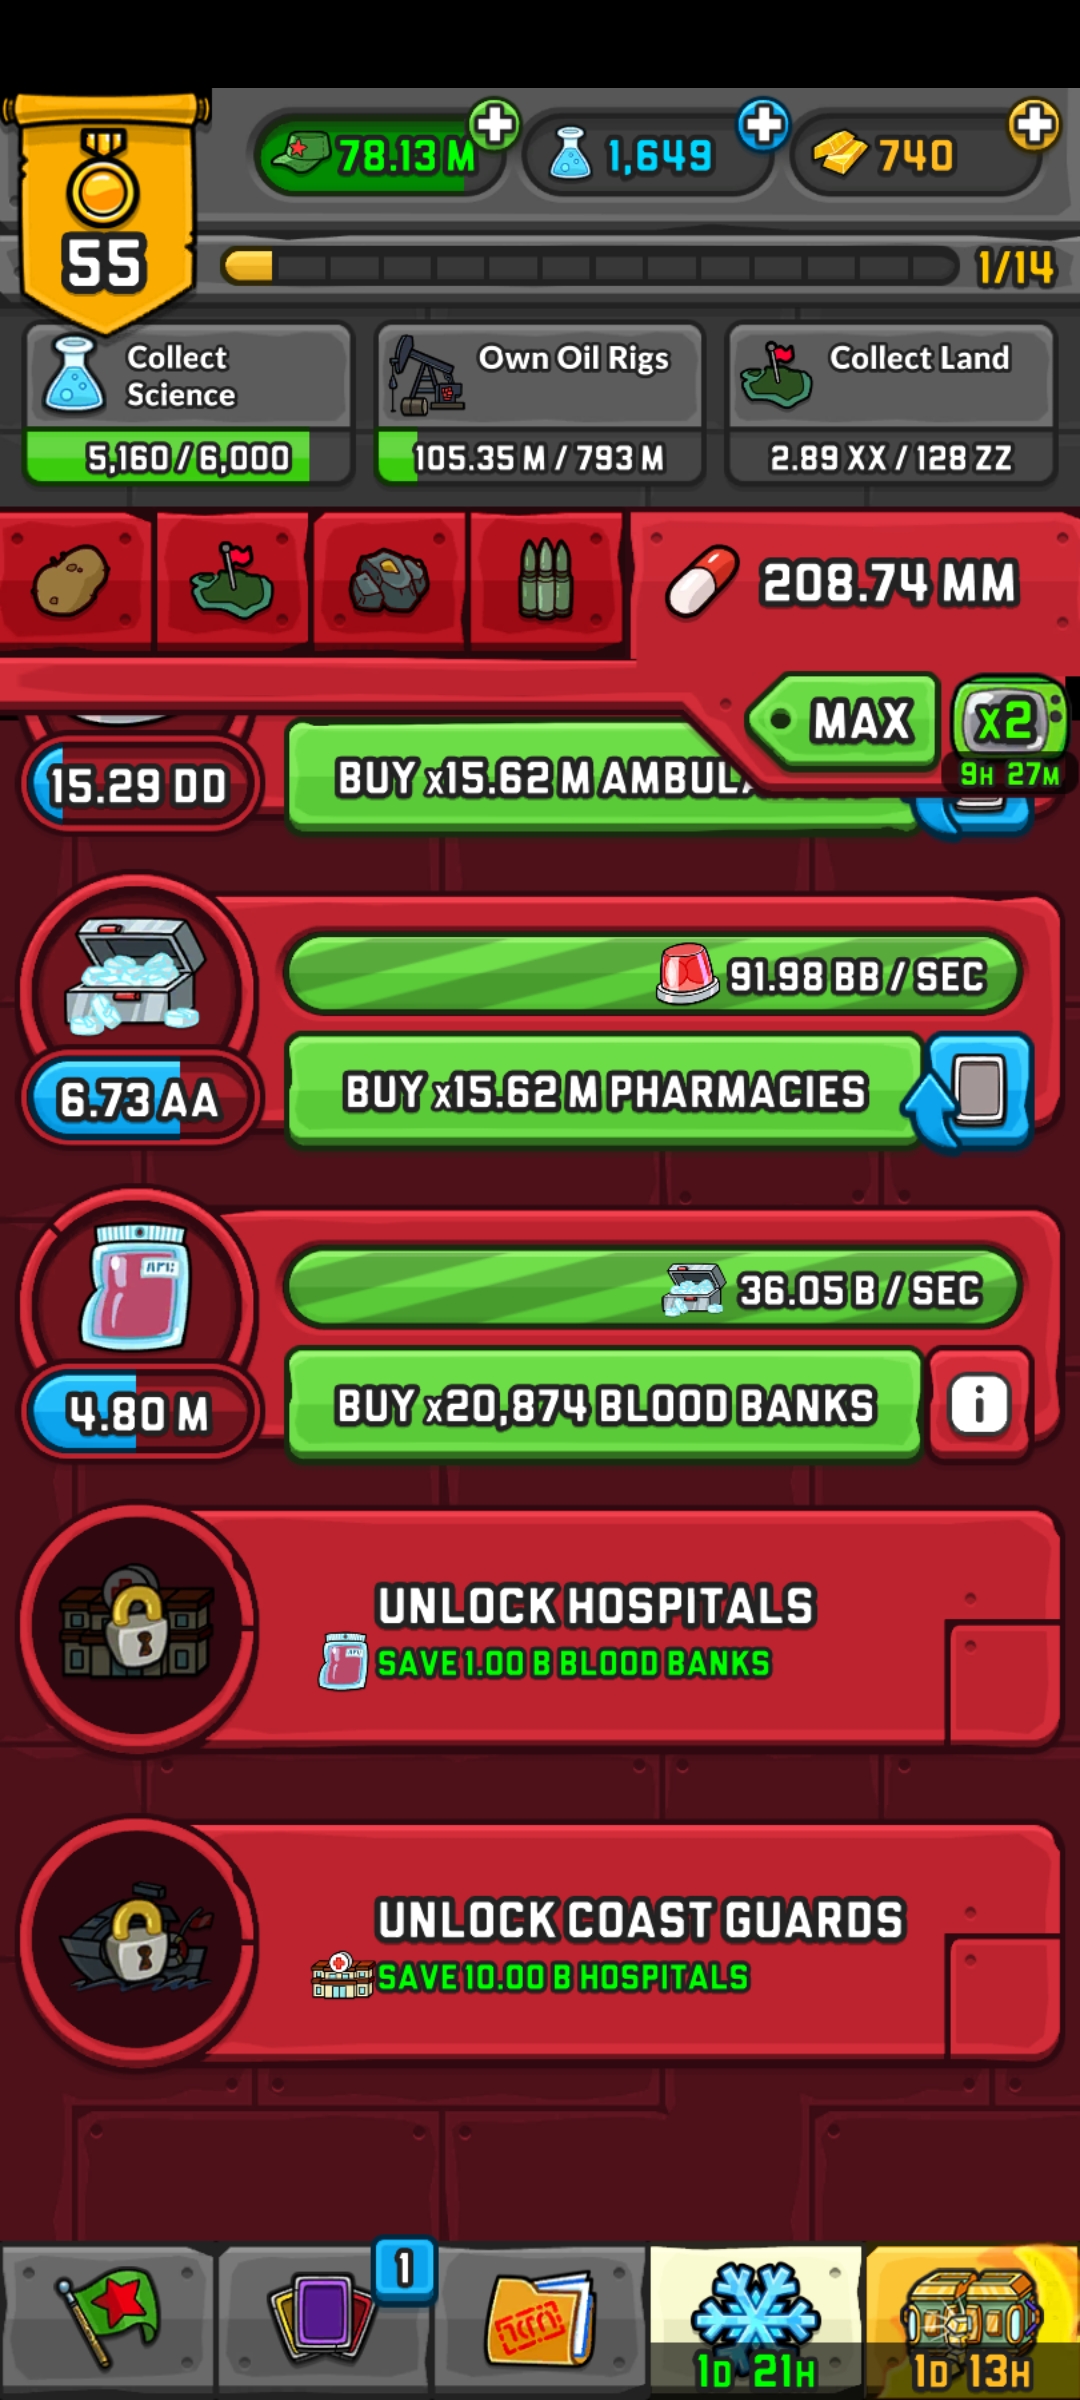 78.13 M
1,649
740
55
1/14
Collect
Science
5,160 / 6,000
Own Oil Rigs
105.35 M / 793 M
Collect Land
2.89 XX / 128 ZZ
208.74 MM
MAX
x2
9H 27M
15.29 DD
BUY x15.62 M
91.98 BB / SEC
6.73 AA
BUY x15.62 M PHARMACIES
36.05 B / SEC
4.80 M
BUY x20,874 BLOOD BANKS
i
UNLOCK HOSPITALS
SAVE 1.00 B BLOOD BANKS
UNLOCK COAST GUARDS
SAVE 10.00 B HOSPITALS
1
1D 21H
1D 13H